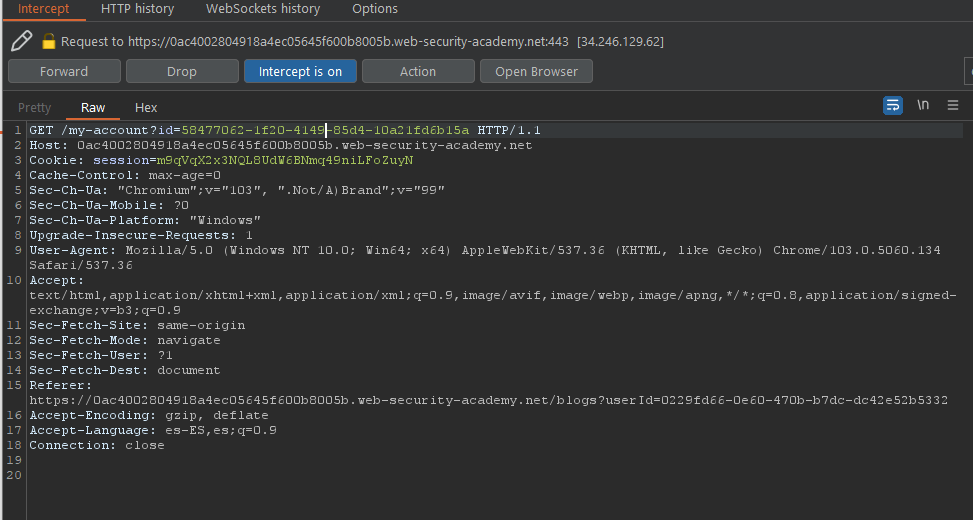 Intercept HTTP history WebSockets history Options
Request to https://0ac4002804918a4ec05645f600b8005b.web-security-academy.net:443 [34.246.129.62]
Forward Drop Intercept is on Action Open Browser
Pretty Raw Hex \n
1 GET /my-account?id=58477062-1f20-4149-85d4-10a21fd6b15a HTTP/1.1
2 Host: 0ac4002804918a4ec05645f600b8005b.web-security-academy.net
3 Cookie: session=m9qVqX2x3NQL8UdW6BNmq49niLFoZuyN
4 Cache-Control: max-age=0
5 Sec-Ch-Ua: "Chromium";v="103", ".Not/A)Brand";v="99"
6 Sec-Ch-Ua-Mobile: ?0
7 Sec-Ch-Ua-Platform: "Windows"
8 Upgrade-Insecure-Requests: 1
9 User-Agent: Mozilla/5.0 (Windows NT 10.0; Win64; x64) AppleWebKit/537.36 (KHTML, like Gecko) Chrome/103.0.5060.134
Safari/537.36
10 Accept:
text/html,application/xhtml+xml,application/xml;q=0.9,image/avif,image/webp,image/apng,*/*;q=0.8,application/signed-
exchange;v=b3;q=0.9
11 Sec-Fetch-Site: same-origin
12 Sec-Fetch-Mode: navigate
13 Sec-Fetch-User: ?1
14 Sec-Fetch-Dest: document
15 Referer:
https://0ac4002804918a4ec05645f600b8005b.web-security-academy.net/blogs?userId=0229fd66-0e60-470b-b7dc-dc42e52b5332
16 Accept-Encoding: gzip, deflate
17 Accept-Language: es-ES,es;q=0.9
18 Connection: close
19
20